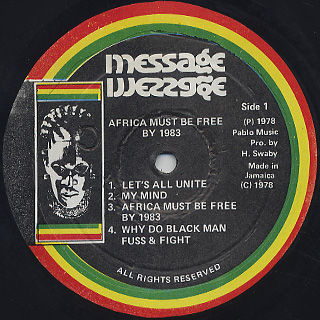 message
message
Side 1
AFRICA MUST BE FREE
BY 1983
(P) 1978
Pablo Music
Pro. by
H. Swaby
Made in
Jamaica
(C) 1978
1. LET'S ALL UNITE
2. MY MIND
3. AFRICA MUST BE FREE
BY 1983
4. WHY DO BLACK MAN
FUSS & FIGHT
ALL RIGHTS RESERVED